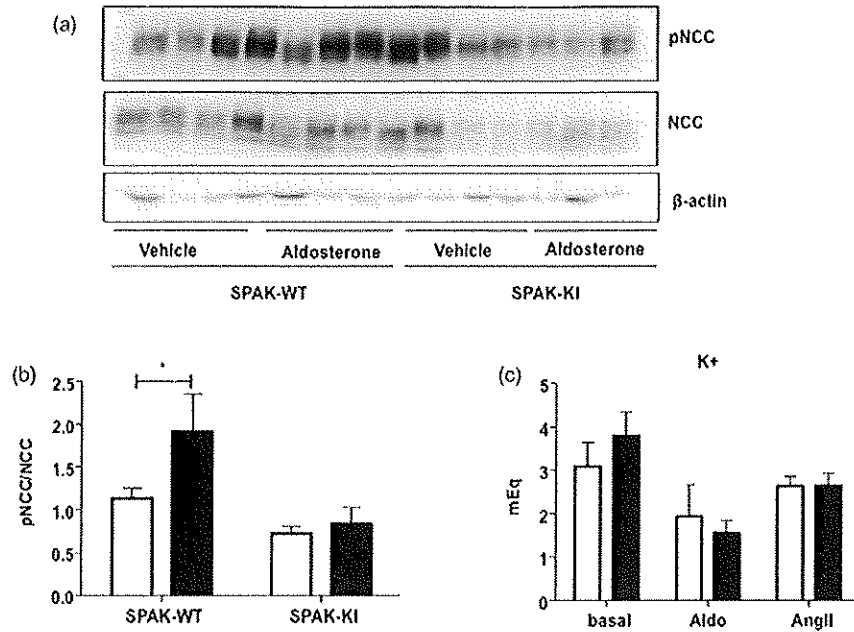 (a)
pNCC
NCC
β-actin
Vehicle Aldosterone Vehicle Aldosterone
SPAK-WT SPAK-KI
(b)
*
2.5
2.0
1.5
1.0
0.5
0.0
pNCC/NCC
SPAK-WT SPAK-KI
(c)
K+
5
4
3
2
1
0
mEq
basal Aldo AngII